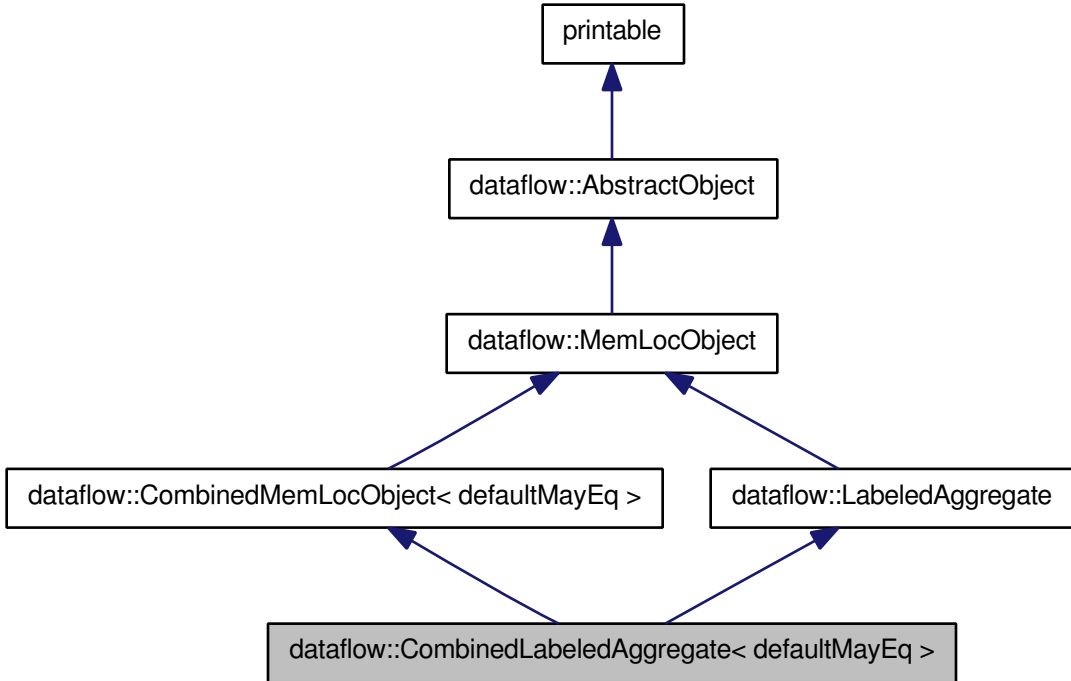 printable
dataflow::AbstractObject
dataflow::MemLocObject
dataflow::CombinedMemLocObject< defaultMayEq >
dataflow::LabeledAggregate
dataflow::CombinedLabeledAggregate< defaultMayEq >